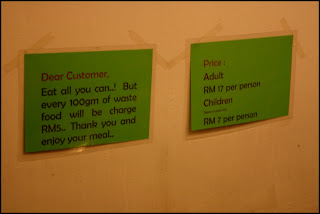 Dear Customer,
Eat all you can..! But
every 100gm of waste
food will be charge
RM5.. Thank you and
enjoy your meal..
Price :
Adult
RM 17 per person
Children
RM 7 per person